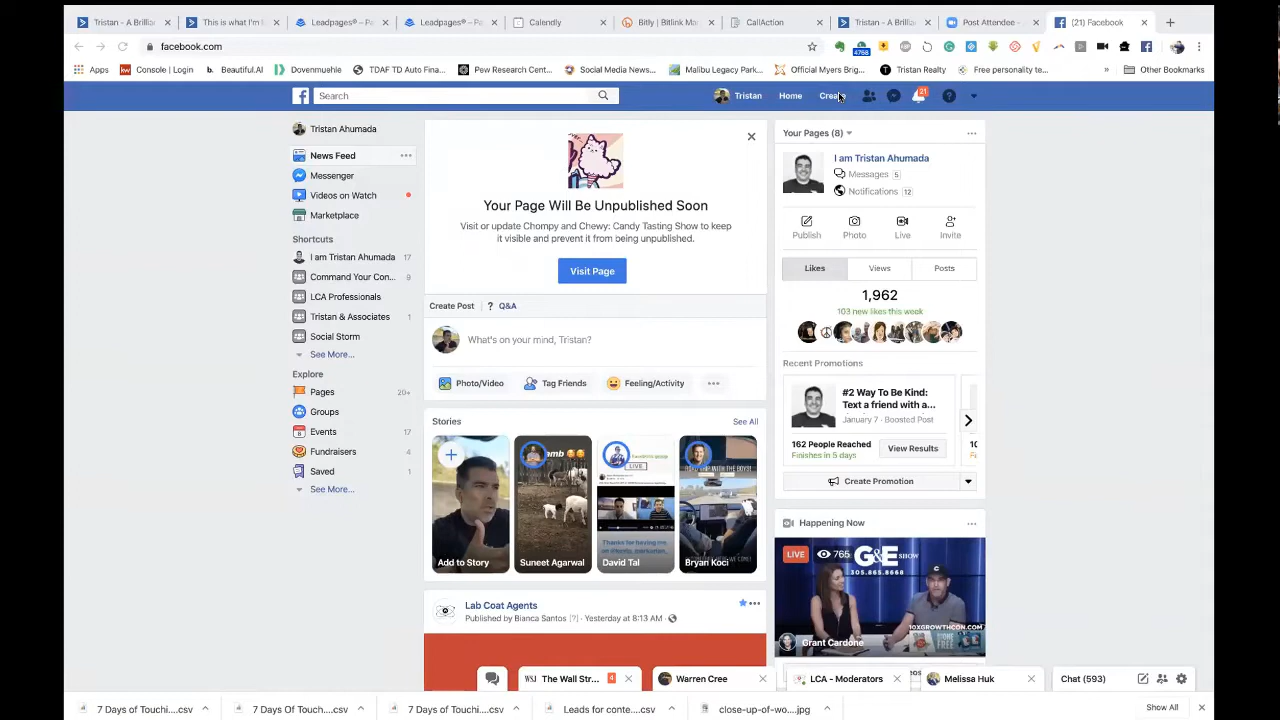 Tristan - A Brillia
This is what I'm
Leadpages® - Pa
Leadpages® - Pa
Calendly
Bitly | Bitlink Ma
CallAction
Tristan - A Brillia
Post Attendee -
(21) Facebook
facebook.com
4768
Apps
Console | Login
Beautiful.AI
Dovenmuehle
TDAF TD Auto Fina...
Pew Research Cent...
Social Media News...
Malibu Legacy Park...
Official Myers Brig...
Tristan Realty
Free personality te...
»
Other Bookmarks
Search
Tristan
Home
Create
21
Tristan Ahumada
News Feed
Messenger
Videos on Watch
Marketplace
Shortcuts
I am Tristan Ahumada 17
Command Your Con... 9
LCA Professionals
Tristan & Associates 1
Social Storm
See More...
Explore
Pages 20+
Groups
Events 17
Fundraisers 4
Saved 1
See More...
Your Page Will Be Unpublished Soon
Visit or update Chompy and Chewy: Candy Tasting Show to keep
it visible and prevent it from being unpublished.
Visit Page
Create Post
? Q&A
What's on your mind, Tristan?
Photo/Video
Tag Friends
Feeling/Activity
Stories
See All
Add to Story
Suneet Agarwal
LIVE
David Tal
Bryan Koci
Lab Coat Agents
Published by Bianca Santos [?] · Yesterday at 8:13 AM ·
Your Pages (8)
I am Tristan Ahumada
Messages 5
Notifications 12
Publish
Photo
Live
Invite
Likes
Views
Posts
1,962
103 new likes this week
Recent Promotions
#2 Way To Be Kind:
Text a friend with a...
January 7 · Boosted Post
162 People Reached
Finishes in 5 days
View Results
Create Promotion
Happening Now
LIVE
765
G&E SHOW
305.865.8668
10XGROWTHCON.COM
Grant Cardone
The Wall Str... 4
Warren Cree
LCA - Moderators
Melissa Huk
Chat (593)
7 Days of Touchi....csv
7 Days Of Touch....csv
7 Days of Touchi....csv
Leads for conte....csv
close-up-of-wo....jpg
Show All